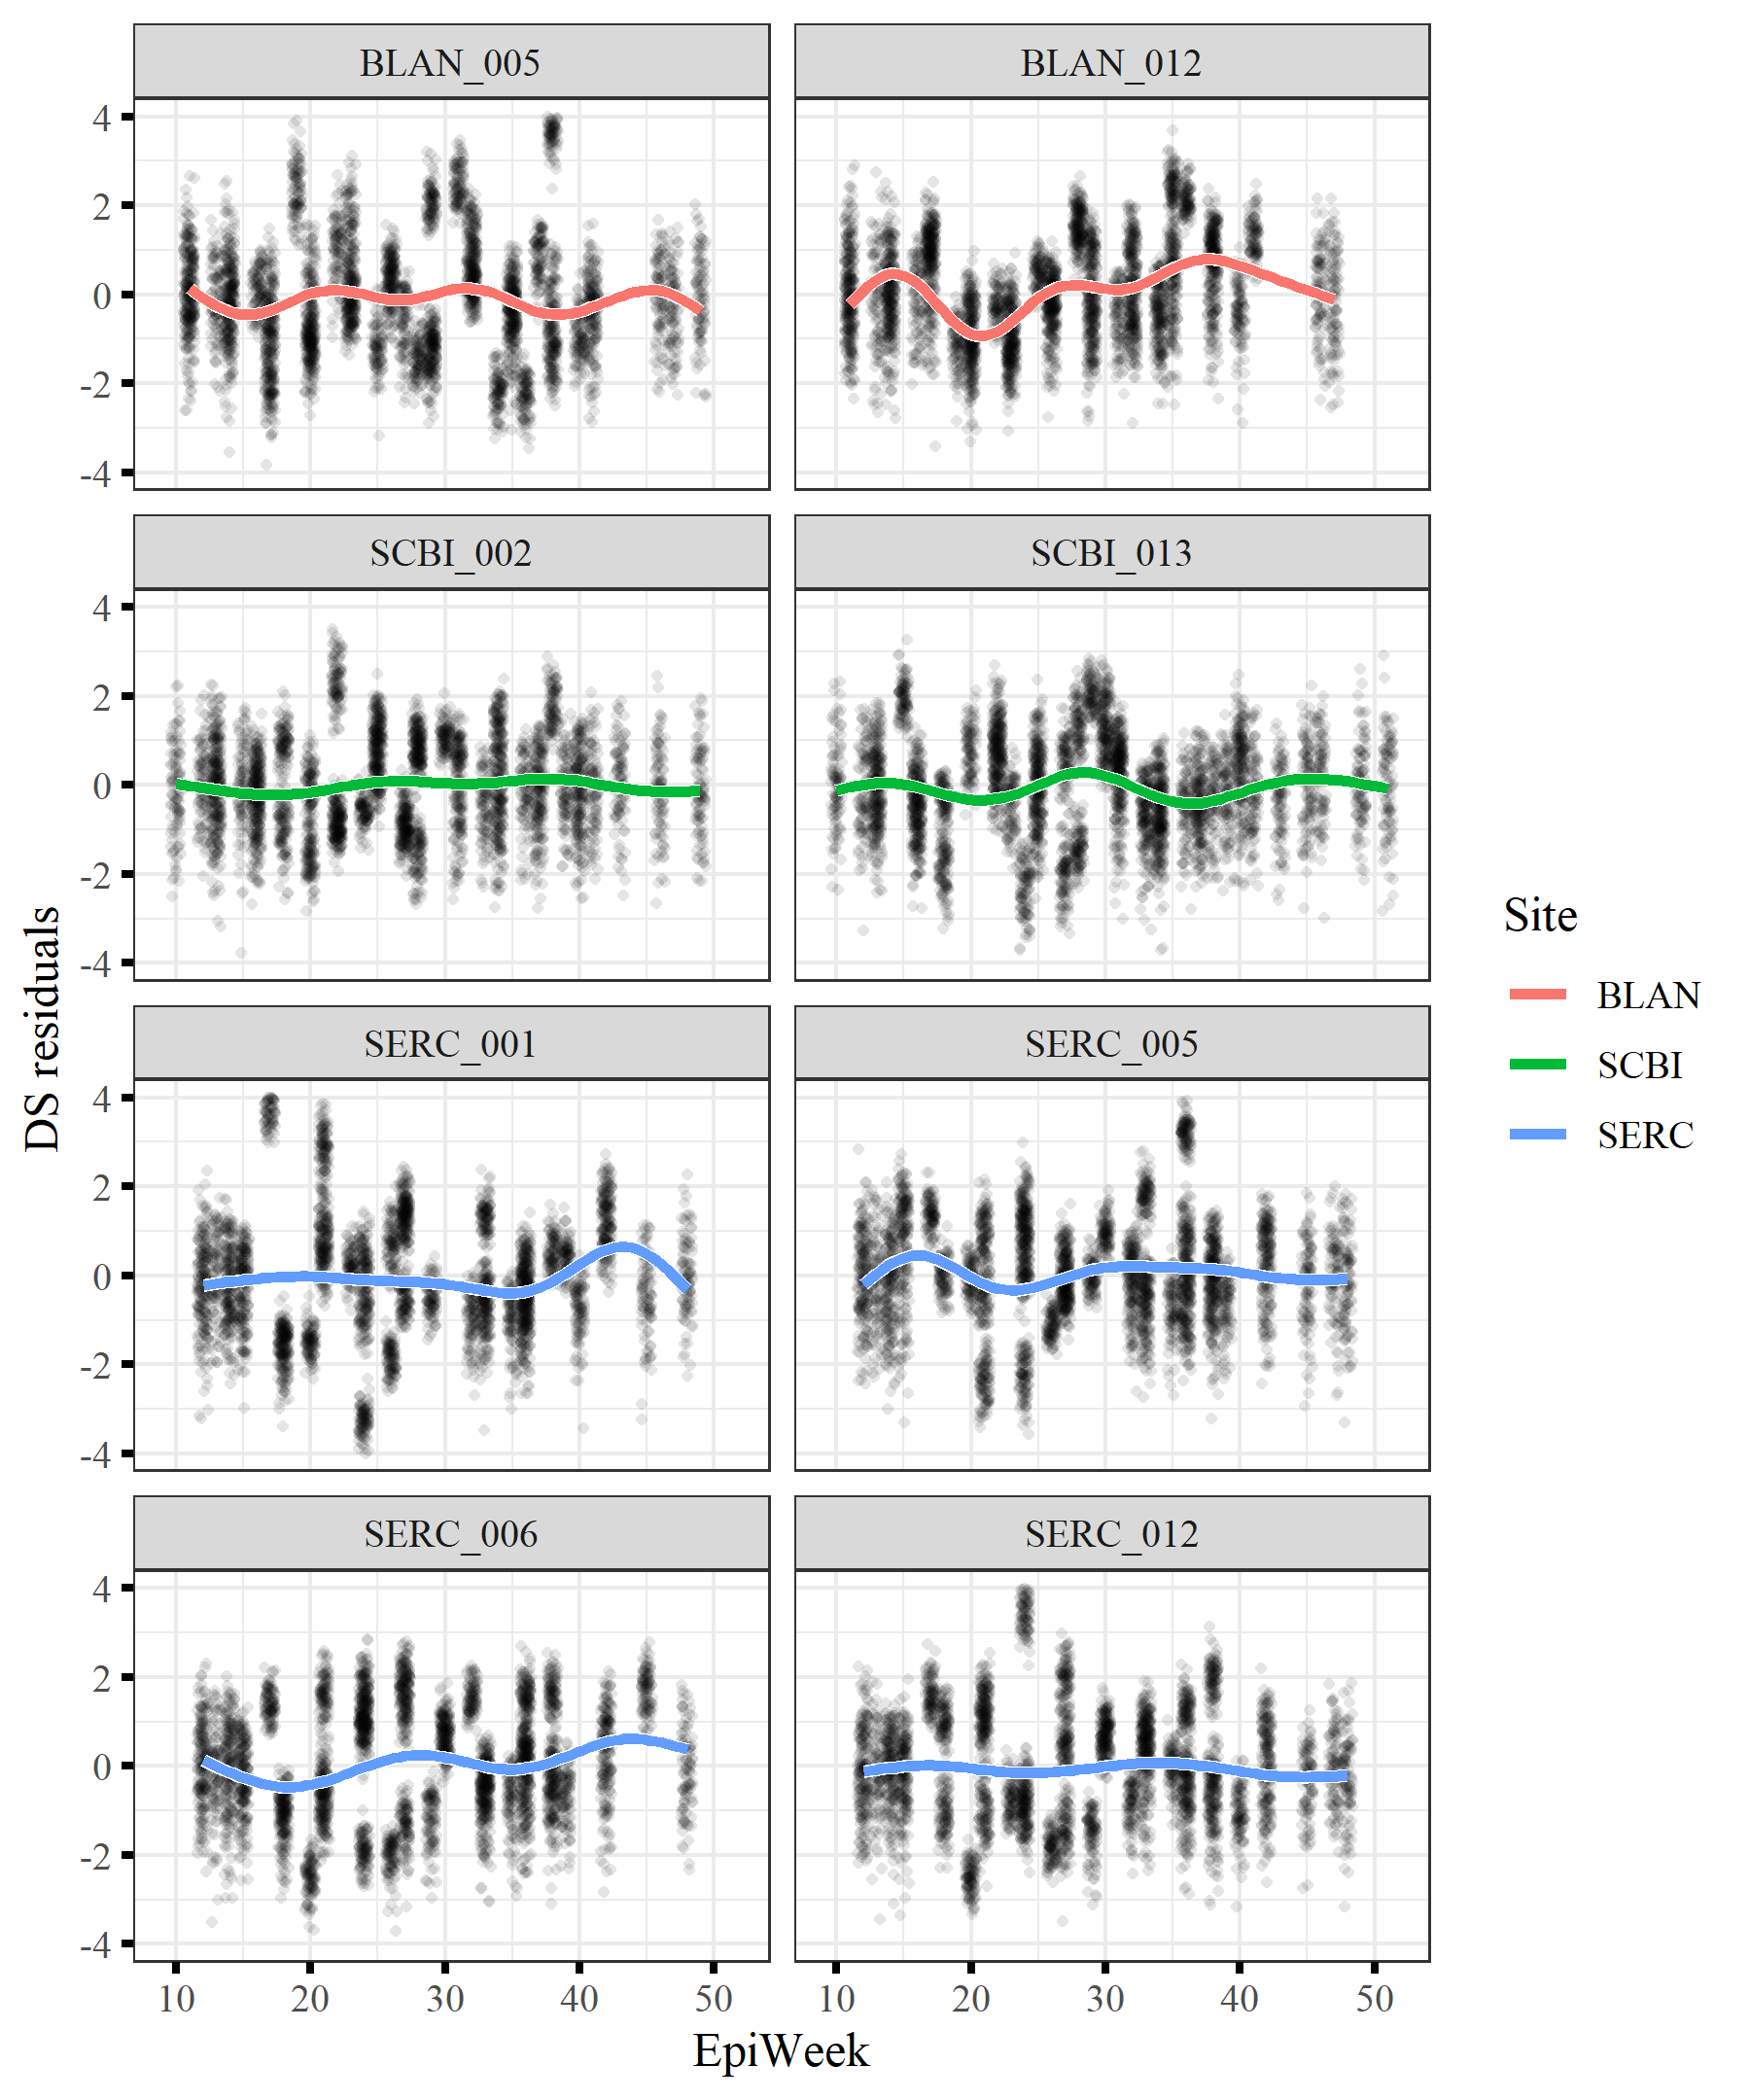 BLAN_005 BLAN_012
4
2
0
-2
-4
SCBI_002 SCBI_013
4
2
0
-2
-4
SERC_001 SERC_005
4
2
0
-2
-4
SERC_006 SERC_012
4
2
0
-2
-4
10 20 30 40 50 10 20 30 40 50
EpiWeek
DS residuals
Site
BLAN
SCBI
SERC